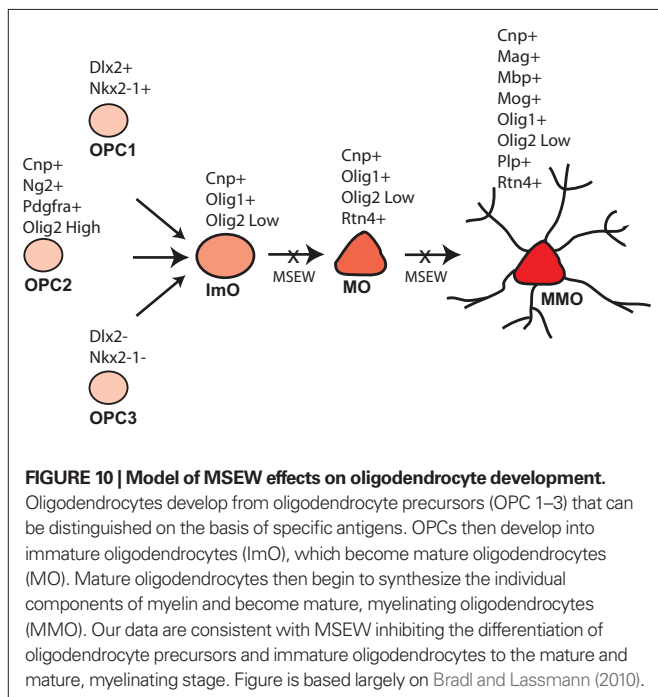 Dlx2+
Nkx2-1+
OPC1
Cnp+
Ng2+
Pdgfra+
Olig2 High
OPC2
Dlx2-
Nkx2-1-
OPC3
Cnp+
Olig1+
Olig2 Low
ImO
X
MSEW
Cnp+
Olig1+
Olig2 Low
Rtn4+
MO
X
MSEW
Cnp+
Mag+
Mbp+
Mog+
Olig1+
Olig2 Low
Plp+
Rtn4+
MMO
FIGURE 10 | Model of MSEW effects on oligodendrocyte development.
Oligodendrocytes develop from oligodendrocyte precursors (OPC 1–3) that can
be distinguished on the basis of specific antigens. OPCs then develop into
immature oligodendrocytes (ImO), which become mature oligodendrocytes
(MO). Mature oligodendrocytes then begin to synthesize the individual
components of myelin and become mature, myelinating oligodendrocytes
(MMO). Our data are consistent with MSEW inhibiting the differentiation of
oligodendrocyte precursors and immature oligodendrocytes to the mature and
mature, myelinating stage. Figure is based largely on Bradl and Lassmann (2010).